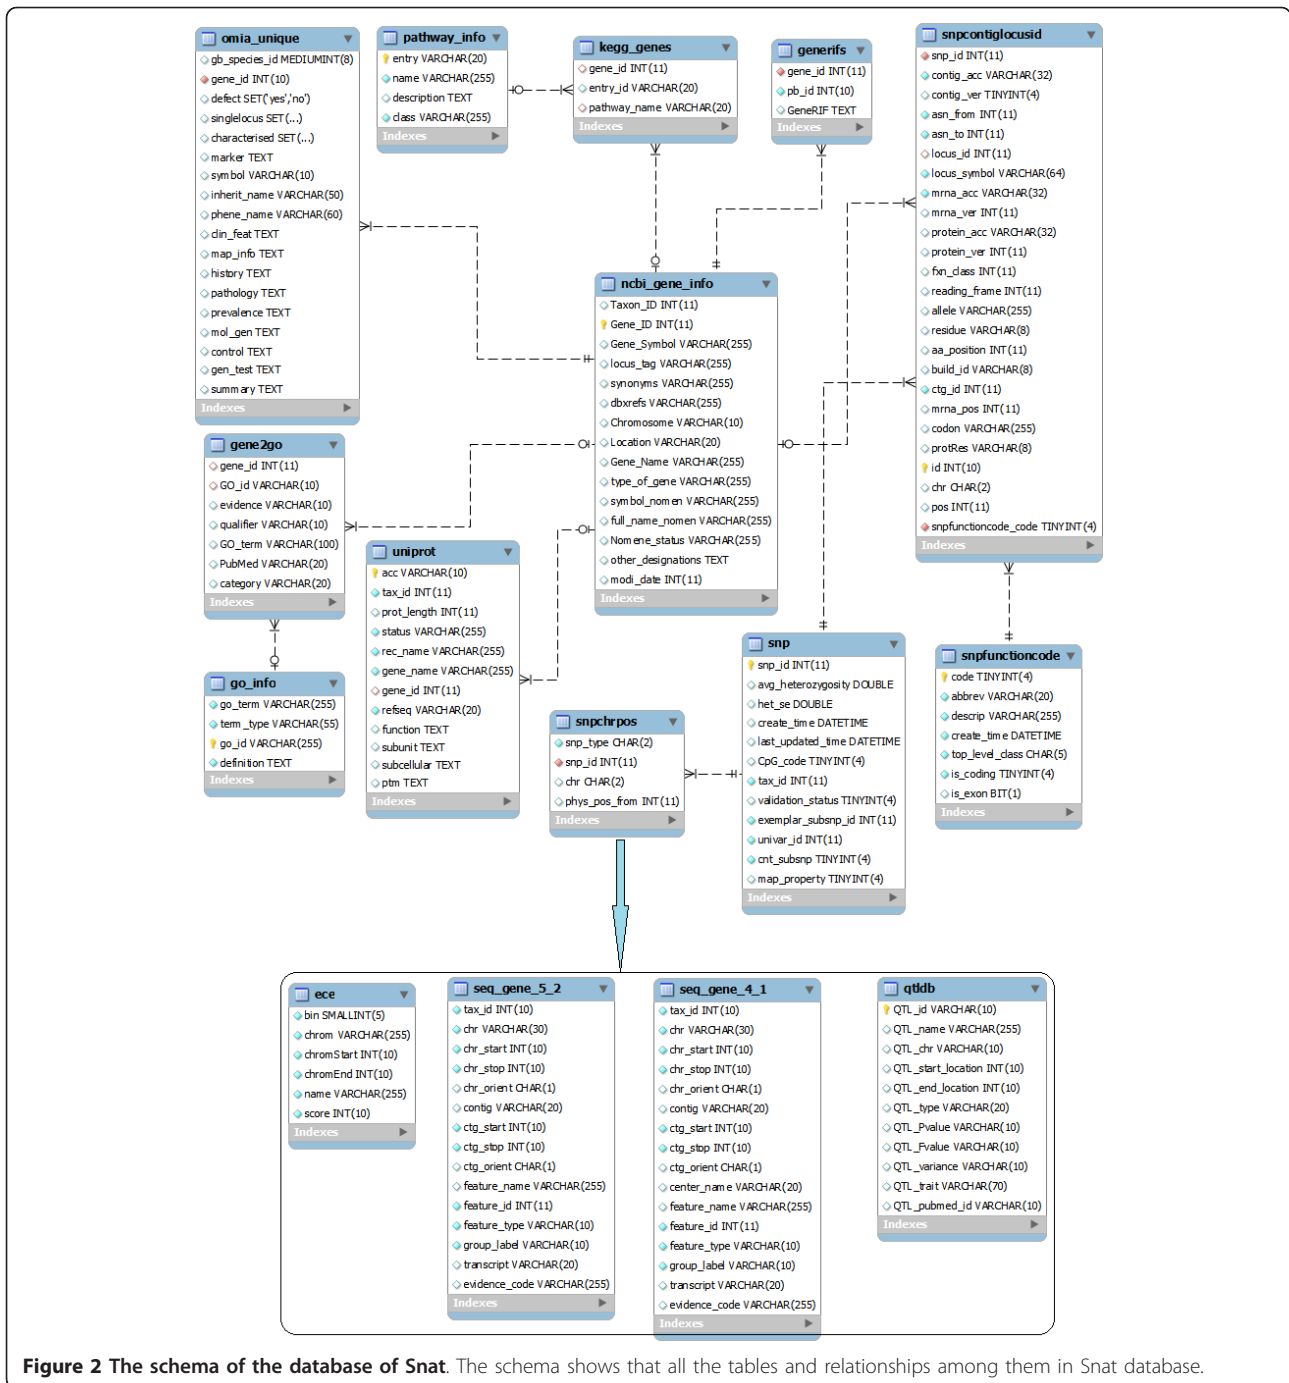 omia_unique
gb_species_id MEDIUMINT(8)
gene_id INT(10)
defect SET('yes','no')
singlelocus SET(...)
characterised SET(...)
marker TEXT
symbol VARCHAR(10)
inherit_name VARCHAR(50)
phene_name VARCHAR(60)
clin_feat TEXT
map_info TEXT
history TEXT
pathology TEXT
prevalence TEXT
mol_gen TEXT
control TEXT
gen_test TEXT
summary TEXT
Indexes
pathway_info
entry VARCHAR(20)
name VARCHAR(255)
description TEXT
class VARCHAR(255)
Indexes
kegg_genes
gene_id INT(11)
entry_id VARCHAR(20)
pathway_name VARCHAR(20)
Indexes
generifs
gene_id INT(11)
pb_id INT(10)
GeneRIF TEXT
Indexes
snpcontiglocusid
snp_id INT(11)
contig_acc VARCHAR(32)
contig_ver TINYINT(4)
asn_from INT(11)
asn_to INT(11)
locus_id INT(11)
locus_symbol VARCHAR(64)
mrna_acc VARCHAR(32)
mrna_ver INT(11)
protein_acc VARCHAR(32)
protein_ver INT(11)
fxn_class INT(11)
reading_frame INT(11)
allele VARCHAR(255)
residue VARCHAR(8)
aa_position INT(11)
build_id VARCHAR(8)
ctg_id INT(11)
mrna_pos INT(11)
codon VARCHAR(255)
protRes VARCHAR(8)
id INT(10)
chr CHAR(2)
pos INT(11)
snpfunctioncode_code TINYINT(4)
Indexes
ncbi_gene_info
Taxon_ID INT(11)
Gene_ID INT(11)
Gene_Symbol VARCHAR(255)
locus_tag VARCHAR(255)
synonyms VARCHAR(255)
dbxrefs VARCHAR(255)
Chromosome VARCHAR(10)
Location VARCHAR(20)
Gene_Name VARCHAR(255)
type_of_gene VARCHAR(255)
symbol_nomen VARCHAR(255)
full_name_nomen VARCHAR(255)
Nomene_status VARCHAR(255)
other_designations TEXT
modi_date INT(11)
Indexes
gene2go
gene_id INT(11)
GO_id VARCHAR(10)
evidence VARCHAR(10)
qualifier VARCHAR(10)
GO_term VARCHAR(100)
PubMed VARCHAR(20)
category VARCHAR(20)
Indexes
uniprot
acc VARCHAR(10)
tax_id INT(11)
prot_length INT(11)
status VARCHAR(255)
rec_name VARCHAR(255)
gene_name VARCHAR(255)
gene_id INT(11)
refseq VARCHAR(20)
function TEXT
subunit TEXT
subcellular TEXT
ptm TEXT
Indexes
go_info
go_term VARCHAR(255)
term_type VARCHAR(55)
go_id VARCHAR(255)
definition TEXT
Indexes
snpchrpos
snp_type CHAR(2)
snp_id INT(11)
chr CHAR(2)
phys_pos_from INT(11)
Indexes
snp
snp_id INT(11)
avg_heterozygosity DOUBLE
het_se DOUBLE
create_time DATETIME
last_updated_time DATETIME
CpG_code TINYINT(4)
tax_id INT(11)
validation_status TINYINT(4)
exemplar_subsnp_id INT(11)
univar_id INT(11)
cnt_subsnp TINYINT(4)
map_property TINYINT(4)
Indexes
snpfunctioncode
code TINYINT(4)
abbrev VARCHAR(20)
descrip VARCHAR(255)
create_time DATETIME
top_level_class CHAR(5)
is_coding TINYINT(4)
is_exon BIT(1)
Indexes
ece
bin SMALLINT(5)
chrom VARCHAR(255)
chromStart INT(10)
chromEnd INT(10)
name VARCHAR(255)
score INT(10)
Indexes
seq_gene_5_2
tax_id INT(10)
chr VARCHAR(30)
chr_start INT(10)
chr_stop INT(10)
chr_orient CHAR(1)
contig VARCHAR(20)
ctg_start INT(10)
ctg_stop INT(10)
ctg_orient CHAR(1)
feature_name VARCHAR(255)
feature_id INT(11)
feature_type VARCHAR(10)
group_label VARCHAR(10)
transcript VARCHAR(20)
evidence_code VARCHAR(255)
Indexes
seq_gene_4_1
tax_id INT(10)
chr VARCHAR(30)
chr_start INT(10)
chr_stop INT(10)
chr_orient CHAR(1)
contig VARCHAR(20)
ctg_start INT(10)
ctg_stop INT(10)
ctg_orient CHAR(1)
center_name VARCHAR(20)
feature_name VARCHAR(255)
feature_id INT(11)
feature_type VARCHAR(10)
group_label VARCHAR(10)
transcript VARCHAR(20)
evidence_code VARCHAR(255)
Indexes
qtldb
QTL_id VARCHAR(10)
QTL_name VARCHAR(255)
QTL_chr VARCHAR(10)
QTL_start_location INT(10)
QTL_end_location INT(10)
QTL_type VARCHAR(20)
QTL_Pvalue VARCHAR(10)
QTL_Fvalue VARCHAR(10)
QTL_variance VARCHAR(10)
QTL_trait VARCHAR(70)
QTL_pubmed_id VARCHAR(10)
Indexes
Figure 2 The schema of the database of Snat. The schema shows that all the tables and relationships among them in Snat database.